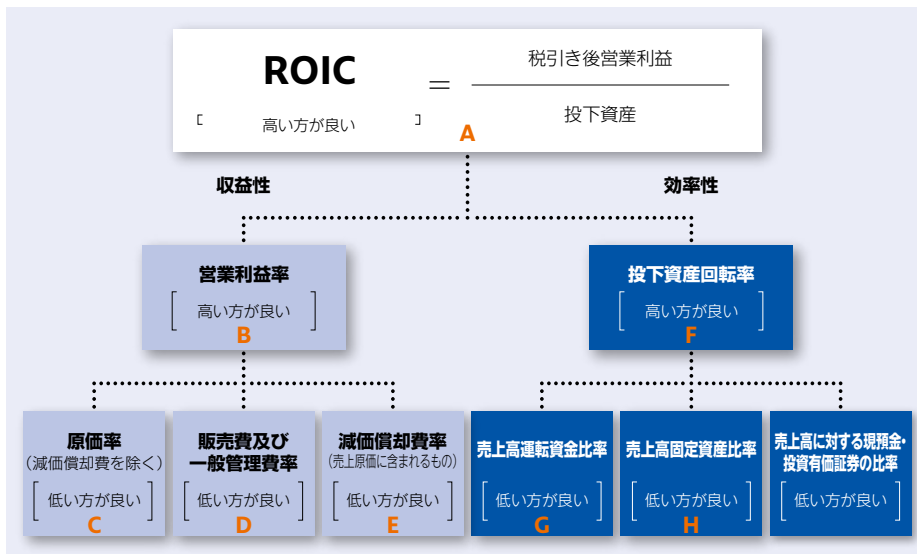 ROIC
[ 高い方が良い ]
=
税引き後営業利益
投下資産
A
収益性
効率性
営業利益率
[ 高い方が良い ]
B
投下資産回転率
[ 高い方が良い ]
F
原価率
(減価償却費を除く)
[ 低い方が良い ]
C
販売費及び
一般管理費率
[ 低い方が良い ]
D
減価償却費率
(売上原価に含まれるもの)
[ 低い方が良い ]
E
売上高運転資金比率
[ 低い方が良い ]
G
売上高固定資産比率
[ 低い方が良い ]
H
売上高に対する現預金・
投資有価証券の比率
[ 低い方が良い ]